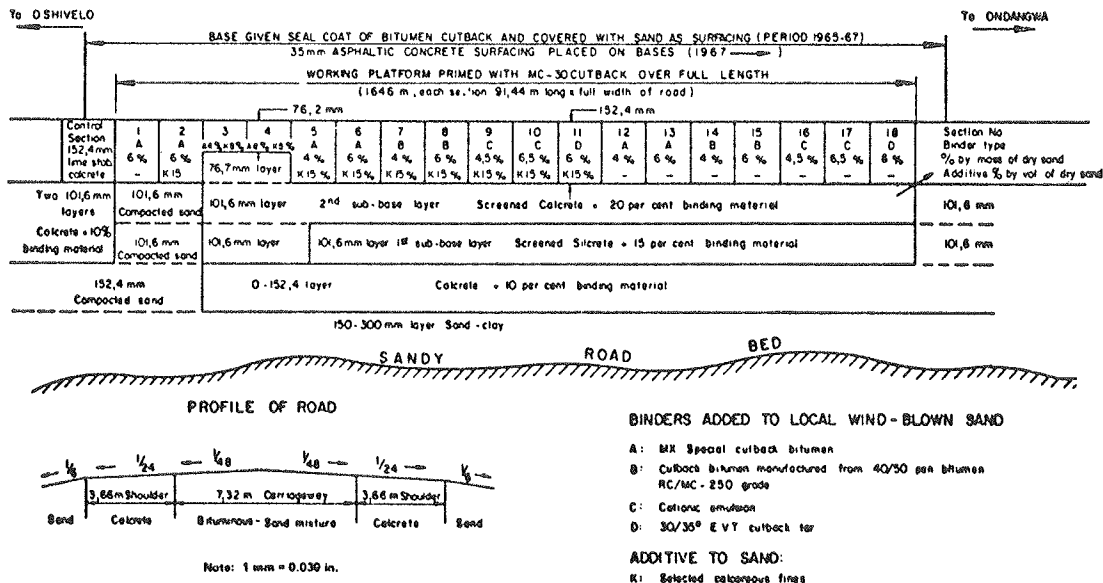 To OSHIVELO
To ONDANGWA
BASE GIVEN SEAL COAT OF BITUMEN CUTBACK AND COVERED WITH SAND AS SURFACING (PERIOD 1965-67)
35mm ASPHALTIC CONCRETE SURFACING PLACED ON BASES (1967 → )
WORKING PLATFORM PRIMED WITH MC-30 CUTBACK OVER FULL LENGTH
(1646 m, each section 91,44 m long x full width of road)
76,2 mm
152,4 mm
Control Section 152,4 mm lime stab calcrete
1 2 3 4 5 6 7 8 9 10 11 12 13 14 15 16 17 18 Section No
A A A A B B C C D A A B B C C D Binder type
6 % 6 % 4 % 6 % 4 % 6 % 4,5 % 6,5 % 6 % 4 % 6 % 4 % 6 % 4,5 % 6,5 % 6 % % by mass of dry sand
– K15 K15 % K15 % K15 % K15 % K15 % K15 % K15 % – – – – – – – Additive % by vol of dry sand
76,7mm layer
Two 101,6 mm layers
101,6 mm Compacted sand
101,6 mm layer 2nd sub-base layer Screened Calcrete + 20 per cent binding material
101,6 mm
Calcrete + 10% binding material
101,6 mm Compacted sand
101,6 mm layer
101,6 mm layer 1st sub-base layer Screened Silcrete + 15 per cent binding material
101,6 mm
152,4 mm Compacted sand
0-152,4 layer Calcrete + 10 per cent binding material
150-300 mm layer Sand-clay
SANDY ROAD BED
PROFILE OF ROAD
1/24 1/48 1/48 1/24
3,66 m Shoulder 7,32 m Carriageway 3,66 m Shoulder
Sand Calcrete Bituminous-Sand mixture Calcrete Sand
Note: 1 mm = 0.039 in.
BINDERS ADDED TO LOCAL WIND-BLOWN SAND
A: MX Special cutback bitumen
B: Cutback bitumen manufactured from 40/50 pen bitumen
RC/MC-250 grade
C: Cationic emulsion
D: 30/35° E V T cutback tar
ADDITIVE TO SAND:
K: Selected calcareous fines